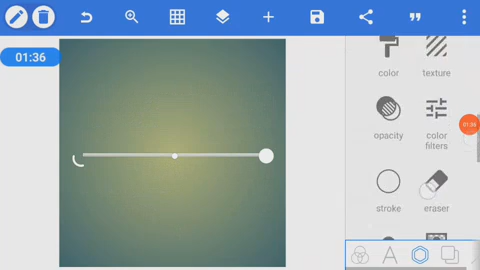 01:36
color
texture
opacity
color
filters
01:36
stroke
eraser